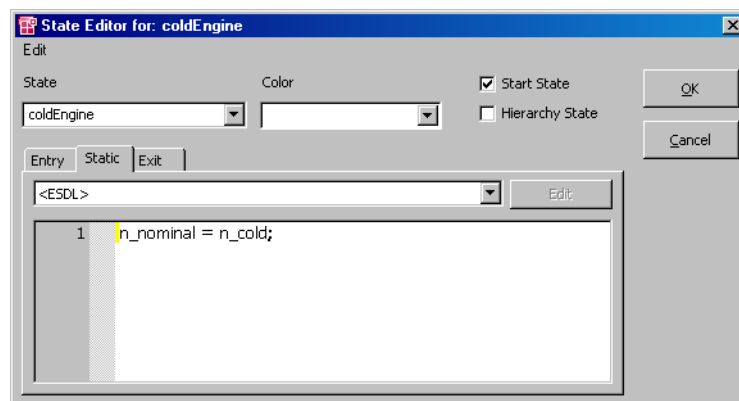 State Editor for: coldEngine
Edit
State
Color
Start State
OK
coldEngine
Hierarchy State
Cancel
Entry Static Exit
<ESDL>
Edit
1 n_nominal = n_cold;